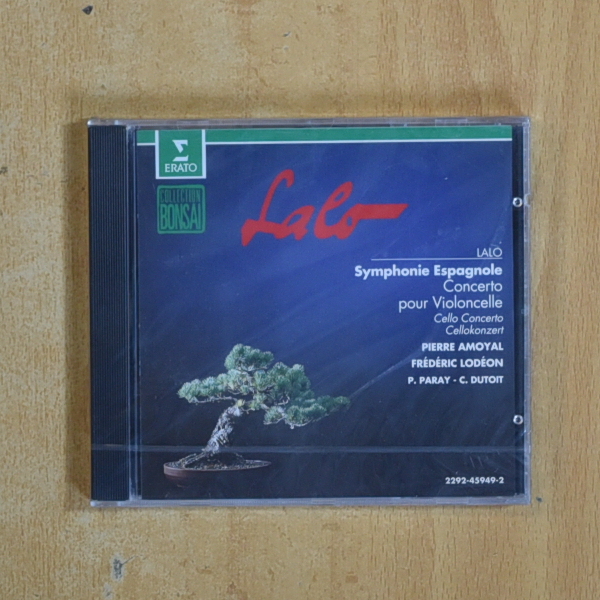 ERATO
COLLECTION
BONSAÏ
Lalo
LALO
Symphonie Espagnole
Concerto
pour Violoncelle
Cello Concerto
Cellokonzert
PIERRE AMOYAL
FRÉDÉRIC LODÉON
P. PARAY - C. DUTOIT
2292-45949-2